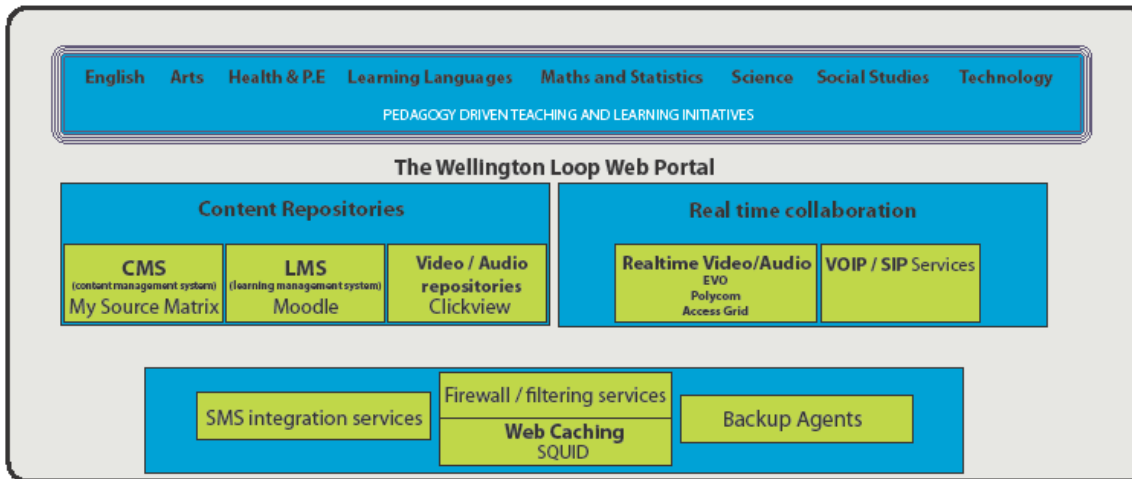 English Arts Health & P.E Learning Languages Maths and Statistics Science Social Studies Technology
PEDAGOGY DRIVEN TEACHING AND LEARNING INITIATIVES
The Wellington Loop Web Portal
Content Repositories
CMS
(content management system)
My Source Matrix
LMS
(learning management system)
Moodle
Video / Audio
repositories
Clickview
Real time collaboration
Realtime Video/Audio
EVO
Polycom
Access Grid
VOIP / SIP Services
SMS integration services
Firewall / filtering services
Web Caching
SQUID
Backup Agents